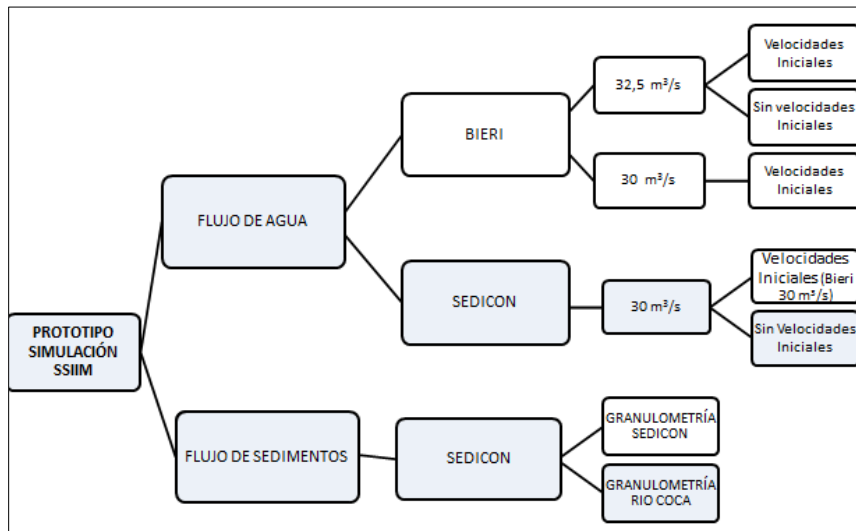 Velocidades
Iniciales
32,5 m³/s
Sin velocidades
Iniciales
BIERI
30 m³/s
Velocidades
Iniciales
FLUJO DE AGUA
Velocidades
Iniciales (Bieri
30 m³/s)
SEDICON
30 m³/s
Sin Velocidades
Iniciales
PROTOTIPO
SIMULACIÓN
SSIIM
GRANULOMETRÍA
SEDICON
FLUJO DE SEDIMENTOS
SEDICON
GRANULOMETRÍA
RIO COCA